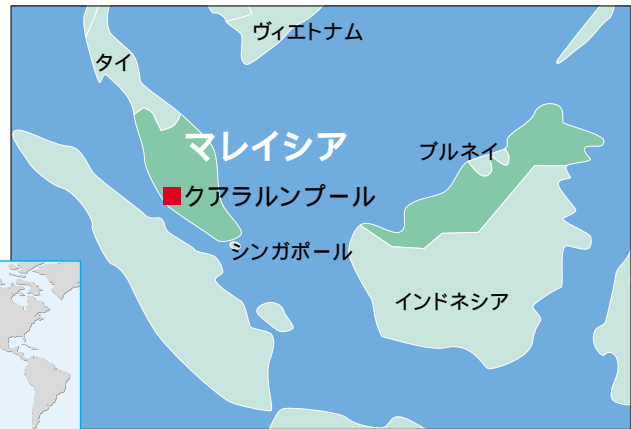 ヴィエトナム
タイ
マレイシア
ブルネイ
クアラルンプール
シンガポール
インドネシア